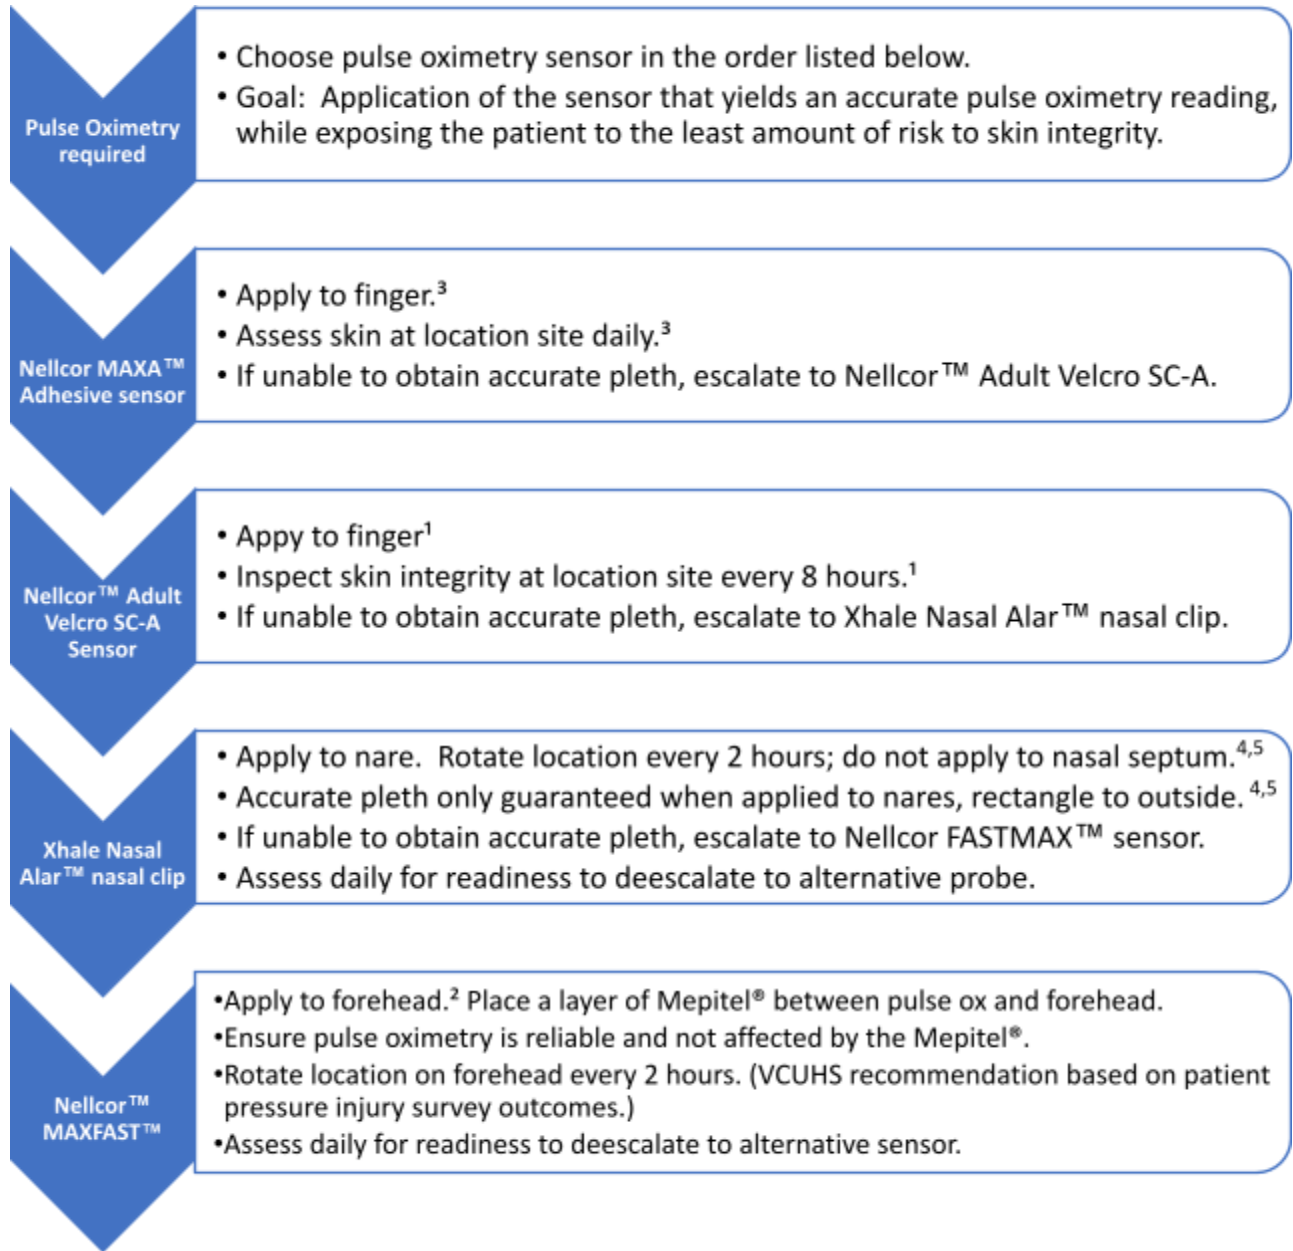 Pulse Oximetry
required
• Choose pulse oximetry sensor in the order listed below.
• Goal:  Application of the sensor that yields an accurate pulse oximetry reading,
while exposing the patient to the least amount of risk to skin integrity.
Nellcor MAXA™
Adhesive sensor
• Apply to finger.³
• Assess skin at location site daily.³
• If unable to obtain accurate pleth, escalate to Nellcor™ Adult Velcro SC-A.
Nellcor™ Adult
Velcro SC-A
Sensor
• Appy to finger¹
• Inspect skin integrity at location site every 8 hours.¹
• If unable to obtain accurate pleth, escalate to Xhale Nasal Alar™ nasal clip.
Xhale Nasal
Alar™ nasal clip
• Apply to nare.  Rotate location every 2 hours; do not apply to nasal septum.⁴,⁵
• Accurate pleth only guaranteed when applied to nares, rectangle to outside. ⁴,⁵
• If unable to obtain accurate pleth, escalate to Nellcor FASTMAX™ sensor.
• Assess daily for readiness to deescalate to alternative probe.
Nellcor™
MAXFAST™
•Apply to forehead.² Place a layer of Mepitel® between pulse ox and forehead.
•Ensure pulse oximetry is reliable and not affected by the Mepitel®.
•Rotate location on forehead every 2 hours. (VCUHS recommendation based on patient
pressure injury survey outcomes.)
•Assess daily for readiness to deescalate to alternative sensor.